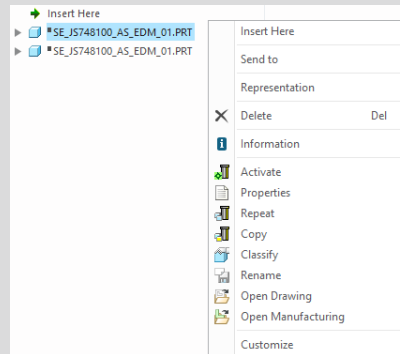 Insert Here
SE_JS748100_AS_EDM_01.PRT
SE_JS748100_AS_EDM_01.PRT
Insert Here
Send to
Representation
Delete Del
Information
Activate
Properties
Repeat
Copy
Classify
Rename
Open Drawing
Open Manufacturing
Customize